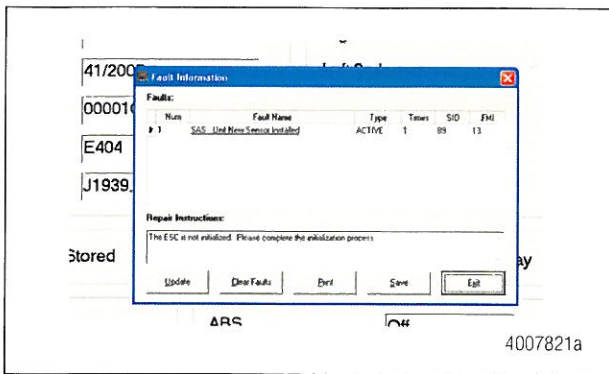 41/200
Fault Information
00001
Faults:
Num Fault Name Type Times SID FMI
1 SAS Unit New Sensor Installed ACTIVE 1 89 13
E404
J1939
Repair Instructions:
The ESC is not initialized. Please complete the initialization process
Stored
ay
Update Clear Faults Print Save Exit
ABS Off
4007821a